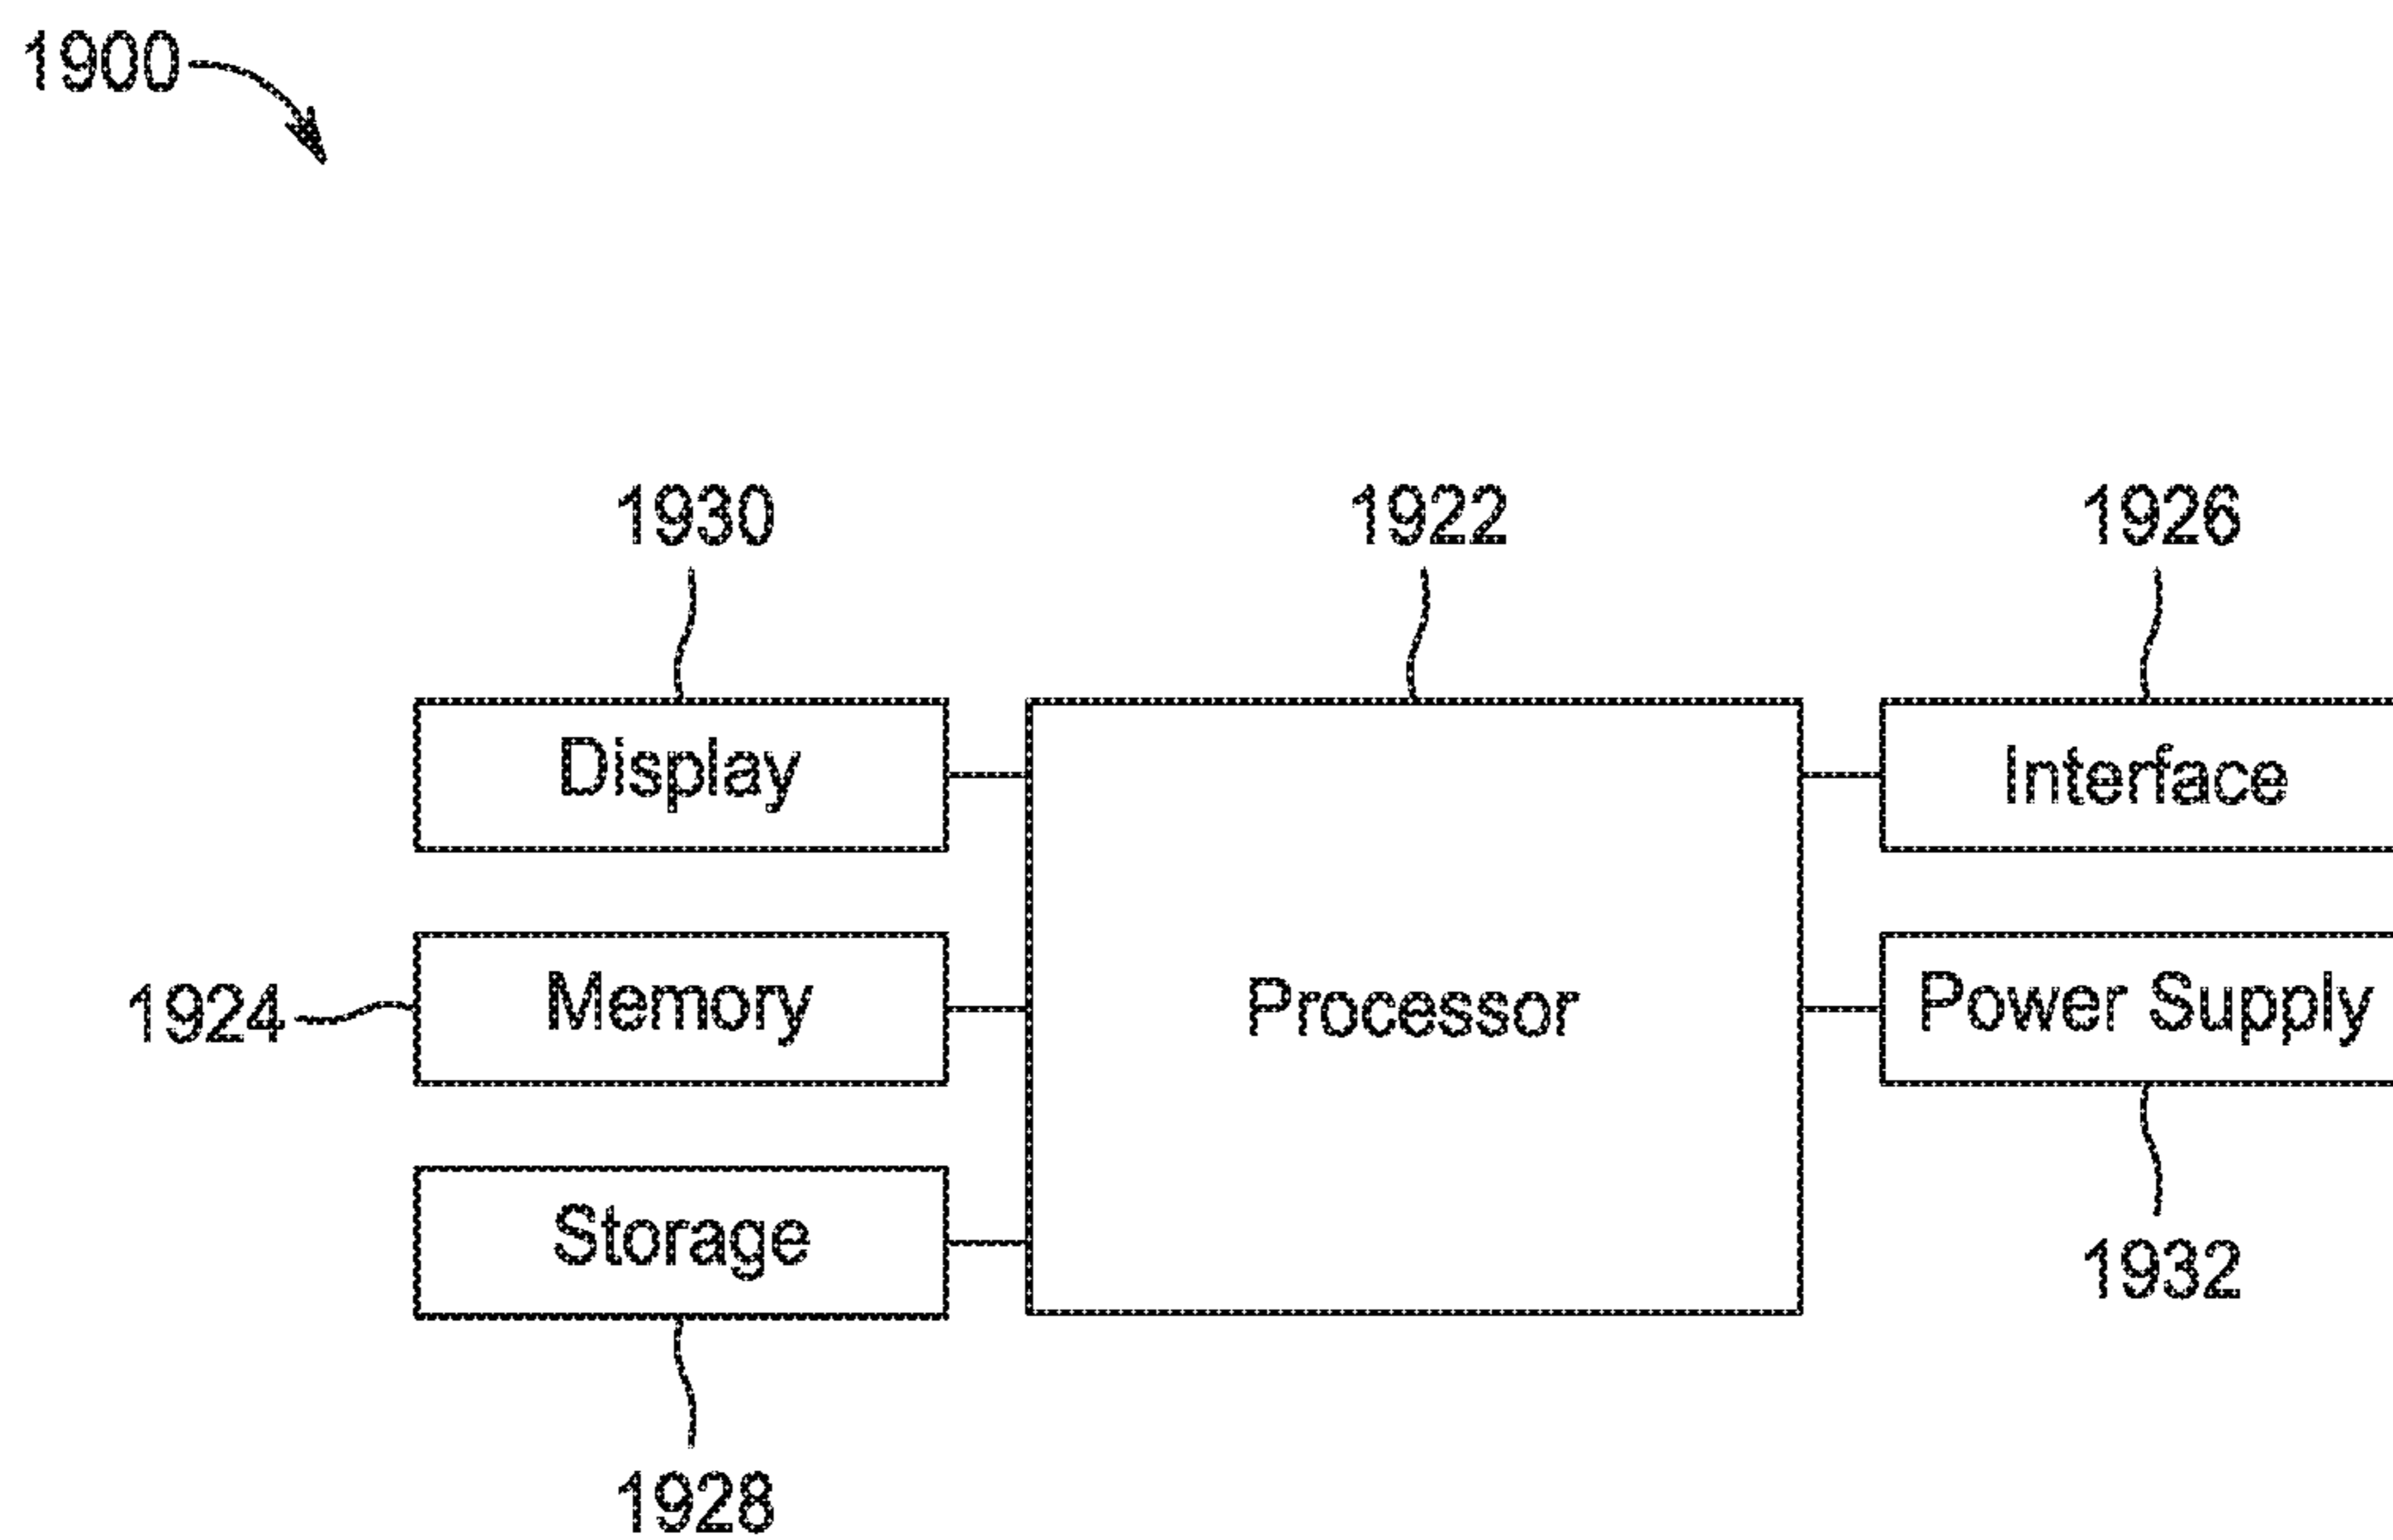 1900
1930
1922
1926
Display
Interface
Processor
1924
Memory
Power Supply
Storage
1932
1928